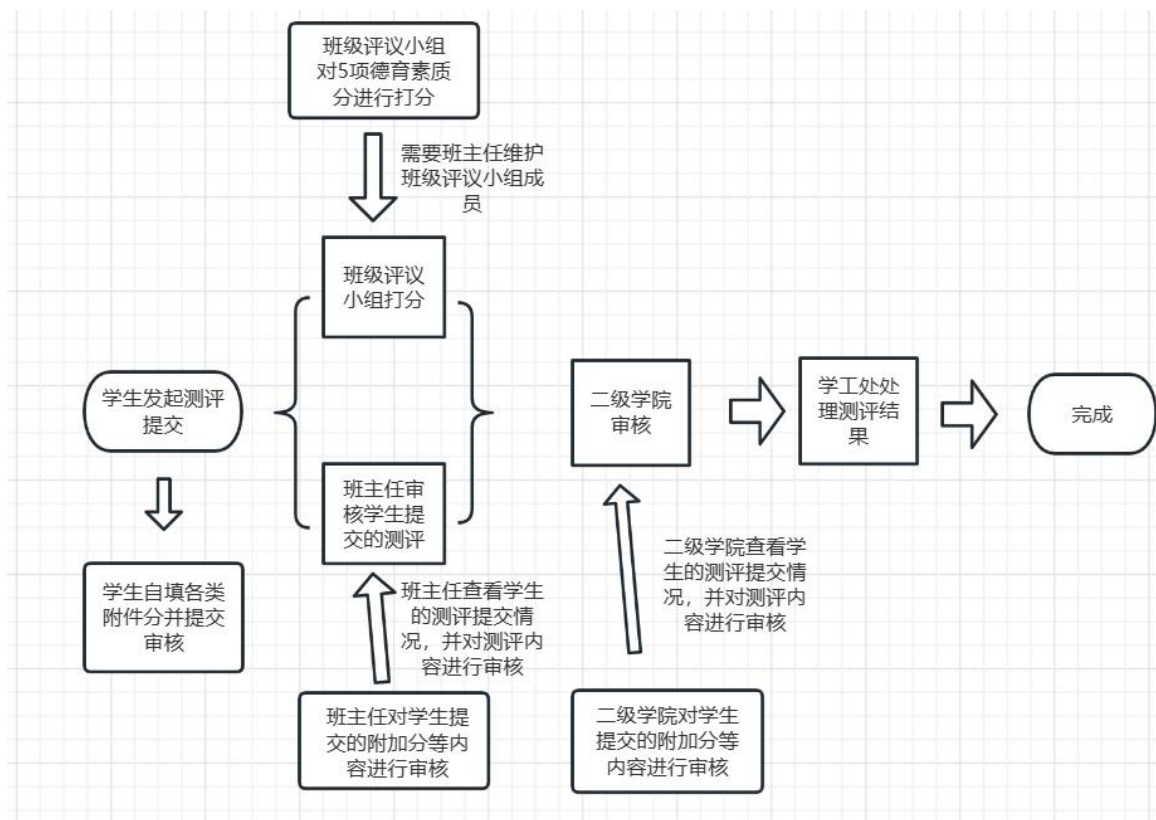 班级评议小组
对5项德育素质
分进行打分
需要班主任维护
班级评议小组成
员
班级评议
小组打分
学生发起测评
提交
二级学院
审核
学工处处
理测评结
果
完成
班主任审
核学生提
交的测评
学生自填各类
附件分并提交
审核
班主任查看学生
的测评提交情
况，并对测评内
容进行审核
二级学院查看学
生的测评提交情
况，并对测评内
容进行审核
班主任对学生提
交的附加分等内
容进行审核
二级学院对学生
提交的附加分等
内容进行审核